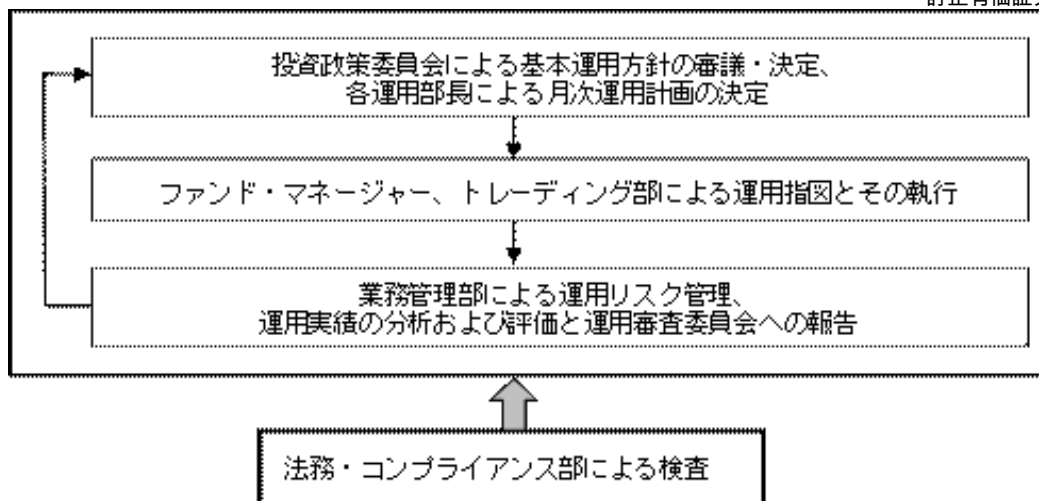 投資政策委員会による基本運用方針の審議・決定、
各運用部長による月次運用計画の決定
ファンド・マネージャー、トレーディング部による運用指図とその執行
業務管理部による運用リスク管理、
運用実績の分析および評価と運用審査委員会への報告
法務・コンプライアンス部による検査